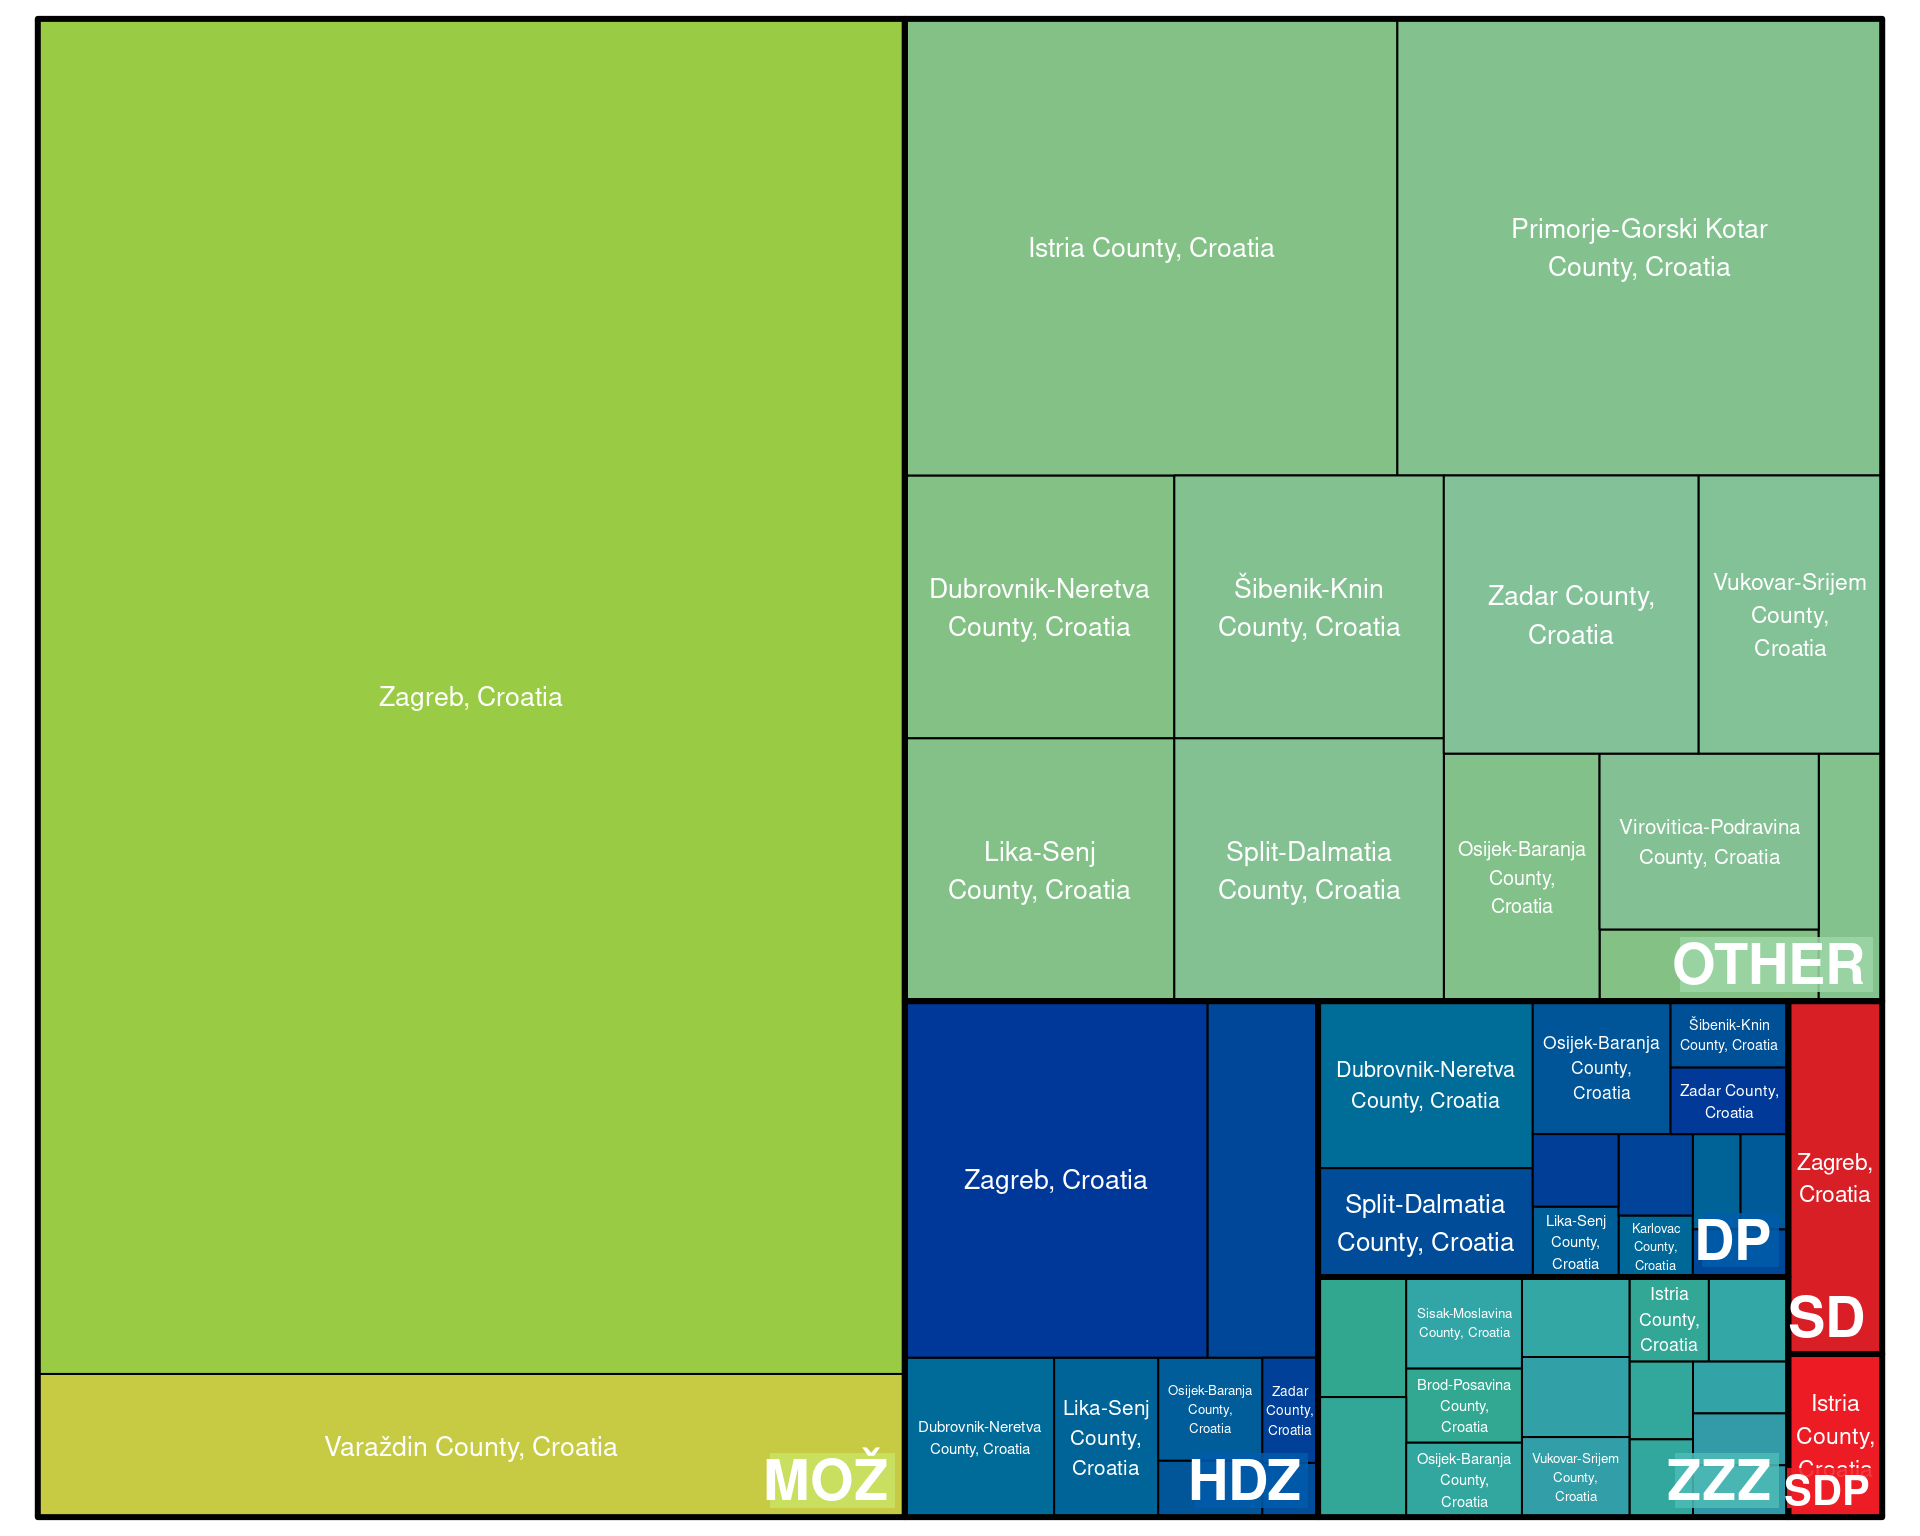 Zagreb, Croatia
Varaždin County, Croatia
MOŽ
Istria County, Croatia
Primorje-Gorski Kotar
County, Croatia
Dubrovnik-Neretva
County, Croatia
Šibenik-Knin
County, Croatia
Zadar County,
Croatia
Vukovar-Srijem
County,
Croatia
Lika-Senj
County, Croatia
Split-Dalmatia
County, Croatia
Osijek-Baranja
County,
Croatia
Virovitica-Podravina
County, Croatia
OTHER
Zagreb, Croatia
Dubrovnik-Neretva
County, Croatia
Lika-Senj
County,
Croatia
Osijek-Baranja
County,
Croatia
Zadar
County,
Croatia
HDZ
Dubrovnik-Neretva
County, Croatia
Split-Dalmatia
County, Croatia
Osijek-Baranja
County,
Croatia
Šibenik-Knin
County, Croatia
Zadar County,
Croatia
Lika-Senj
County,
Croatia
Karlovac
County,
Croatia
DP
Sisak-Moslavina
County, Croatia
Brod-Posavina
County,
Croatia
Osijek-Baranja
County,
Croatia
Vukovar-Srijem
County,
Croatia
Istria
County,
Croatia
ZZZ
Zagreb,
Croatia
SD
Istria
County,
Croatia
SDP